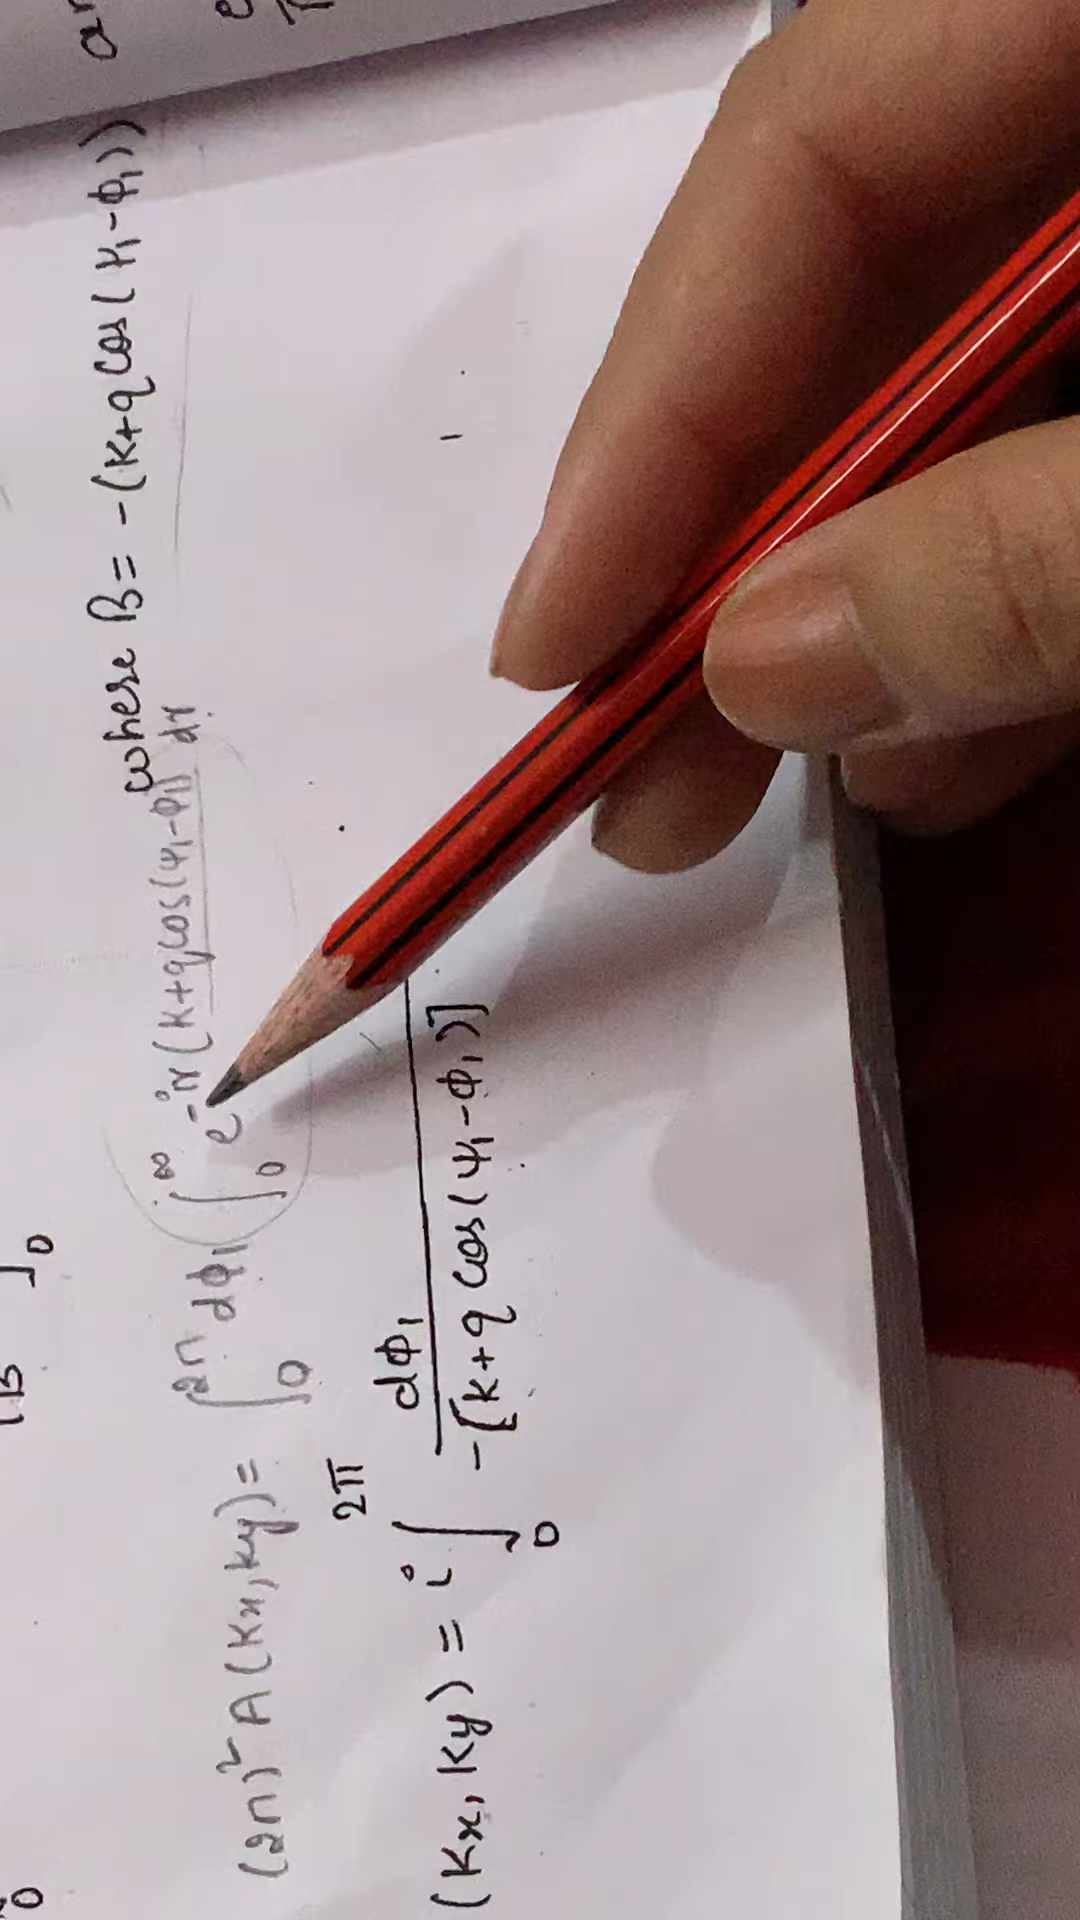 where B = -(K+q cos(ψ₁-ϕ₁))
(2π)² A(Kx, Ky) = ∫₀^2π dϕ₁ ∫₀^∞ e^-ir(K+q cos(ψ₁-ϕ₁)) dr
(Kx, Ky) = i ∫₀^2π dϕ₁ / -[K+q cos(ψ₁-ϕ₁)]